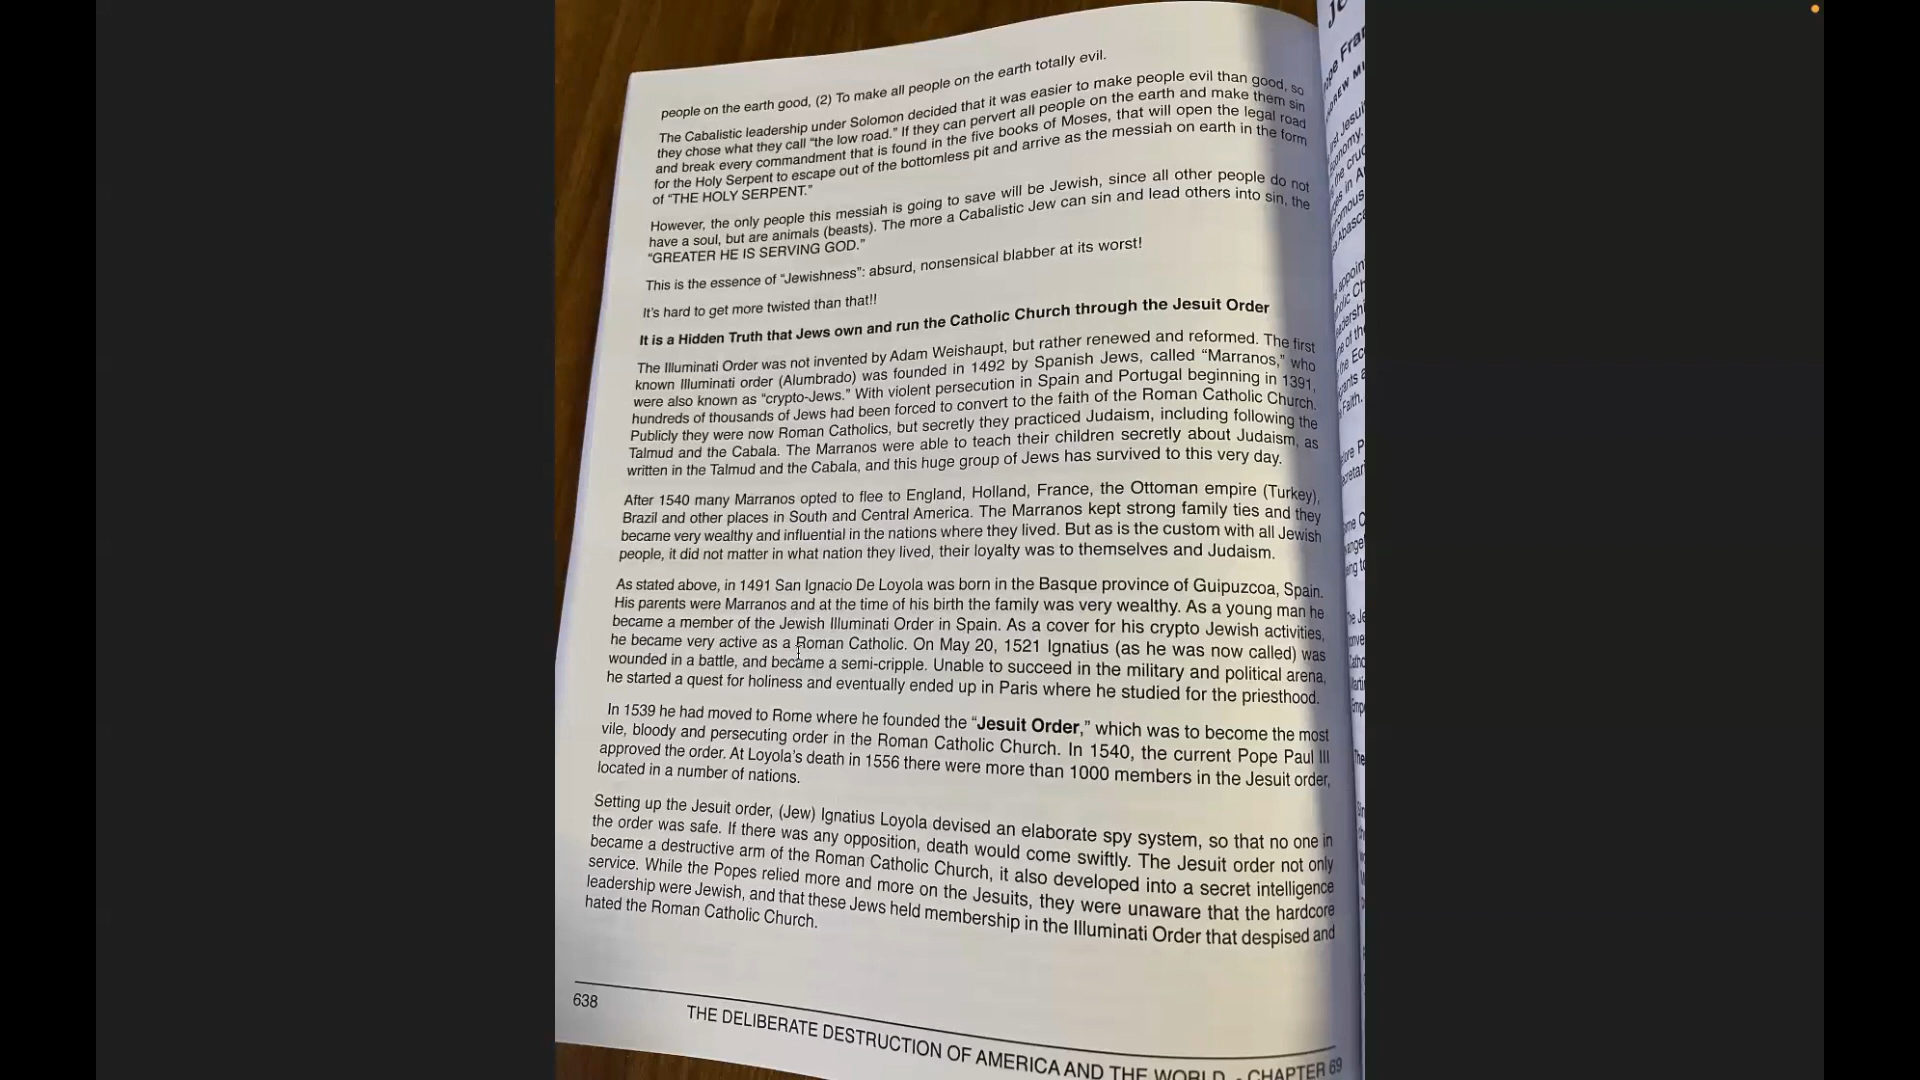 people on the earth good, (2) To make all people on the earth totally evil.
The Cabalistic leadership under Solomon decided that it was easier to make people evil than good, so
they chose what they call “the low road.” If they can pervert all people on the earth and make them sin
and break every commandment that is found in the five books of Moses, that will open the legal road
for the Holy Serpent to escape out of the bottomless pit and arrive as the messiah on earth in the form
of “THE HOLY SERPENT.”
However, the only people this messiah is going to save will be Jewish, since all other people do not
have a soul, but are animals (beasts). The more a Cabalistic Jew can sin and lead others into sin, the
“GREATER HE IS SERVING GOD.”
This is the essence of “Jewishness”: absurd, nonsensical blabber at its worst!
It’s hard to get more twisted than that!!
It is a Hidden Truth that Jews own and run the Catholic Church through the Jesuit Order
The Illuminati Order was not invented by Adam Weishaupt, but rather renewed and reformed. The first
known Illuminati order (Alumbrado) was founded in 1492 by Spanish Jews, called “Marranos,” who
were also known as “crypto-Jews.” With violent persecution in Spain and Portugal beginning in 1391,
hundreds of thousands of Jews had been forced to convert to the faith of the Roman Catholic Church.
Publicly they were now Roman Catholics, but secretly they practiced Judaism, including following the
Talmud and the Cabala. The Marranos were able to teach their children secretly about Judaism, as
written in the Talmud and the Cabala, and this huge group of Jews has survived to this very day.
After 1540 many Marranos opted to flee to England, Holland, France, the Ottoman empire (Turkey),
Brazil and other places in South and Central America. The Marranos kept strong family ties and they
became very wealthy and influential in the nations where they lived. But as is the custom with all Jewish
people, it did not matter in what nation they lived, their loyalty was to themselves and Judaism.
As stated above, in 1491 San Ignacio De Loyola was born in the Basque province of Guipuzcoa, Spain.
His parents were Marranos and at the time of his birth the family was very wealthy. As a young man he
became a member of the Jewish Illuminati Order in Spain. As a cover for his crypto Jewish activities,
he became very active as a Roman Catholic. On May 20, 1521 Ignatius (as he was now called) was
wounded in a battle, and became a semi-cripple. Unable to succeed in the military and political arena,
he started a quest for holiness and eventually ended up in Paris where he studied for the priesthood.
In 1539 he had moved to Rome where he founded the “Jesuit Order,” which was to become the most
vile, bloody and persecuting order in the Roman Catholic Church. In 1540, the current Pope Paul III
approved the order. At Loyola’s death in 1556 there were more than 1000 members in the Jesuit order,
located in a number of nations.
Setting up the Jesuit order, (Jew) Ignatius Loyola devised an elaborate spy system, so that no one in
the order was safe. If there was any opposition, death would come swiftly. The Jesuit order not only
became a destructive arm of the Roman Catholic Church, it also developed into a secret intelligence
service. While the Popes relied more and more on the Jesuits, they were unaware that the hardcore
leadership were Jewish, and that these Jews held membership in the Illuminati Order that despised and
hated the Roman Catholic Church.
638 THE DELIBERATE DESTRUCTION OF AMERICA AND THE WORLD - CHAPTER 69